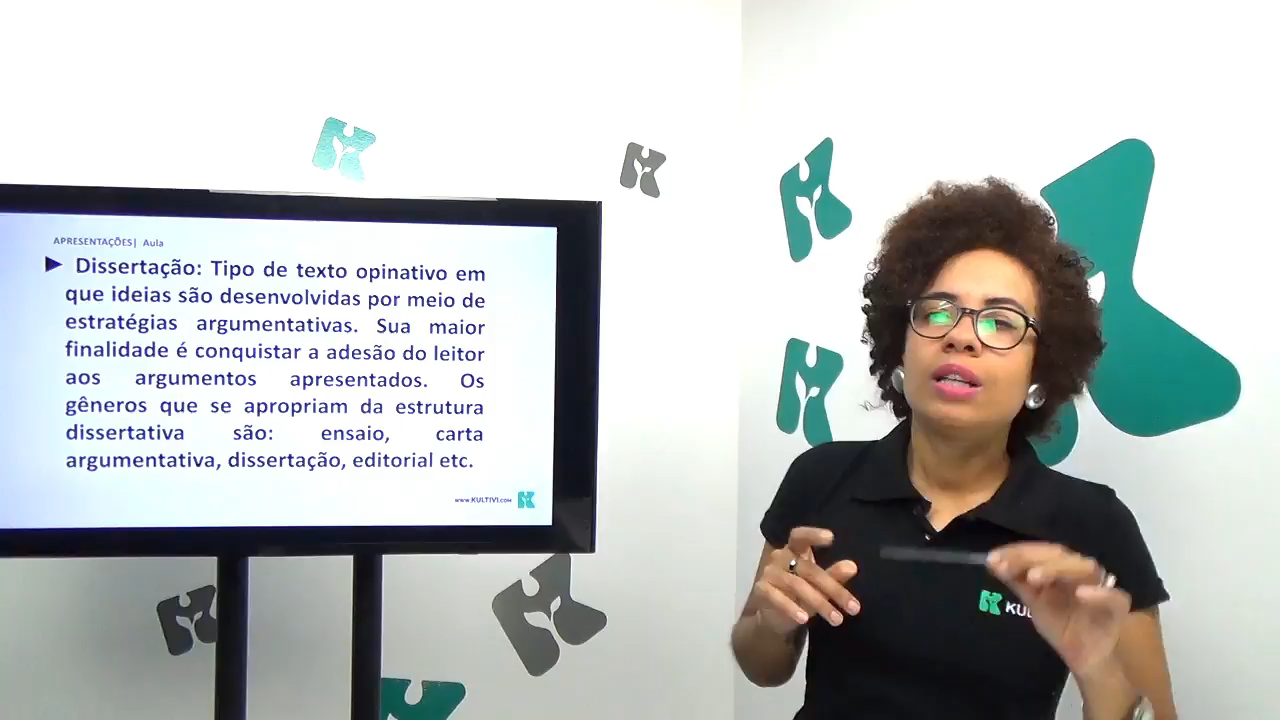 APRESENTAÇÕES| Aula
► Dissertação: Tipo de texto opinativo em
que ideias são desenvolvidas por meio de
estratégias argumentativas. Sua maior
finalidade é conquistar a adesão do leitor
aos argumentos apresentados. Os
gêneros que se apropriam da estrutura
dissertativa são: ensaio, carta
argumentativa, dissertação, editorial etc.
www.KULTIVI.COM